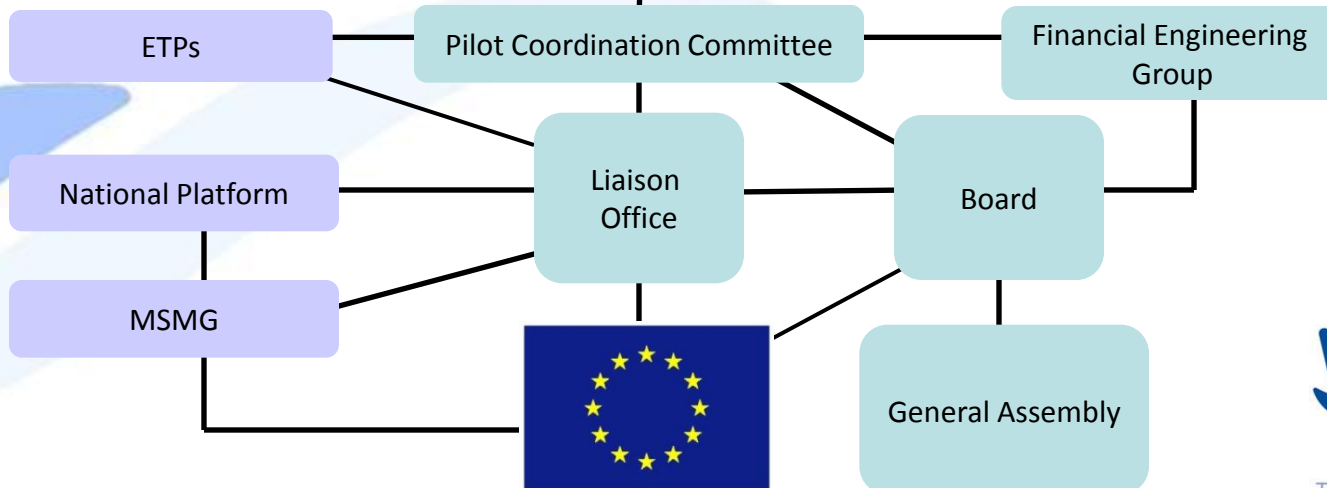 ETPs
Pilot Coordination Committee
Financial Engineering
Group
National Platform
Liaison
Office
Board
MSMG
General Assembly